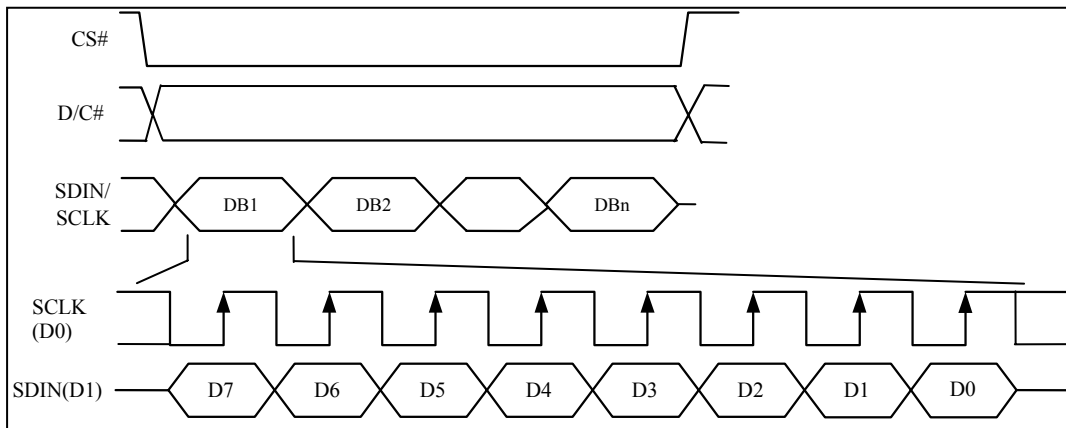 CS#
D/C#
SDIN/
SCLK
DB1 DB2 DBn
SCLK
(D0)
SDIN(D1) D7 D6 D5 D4 D3 D2 D1 D0